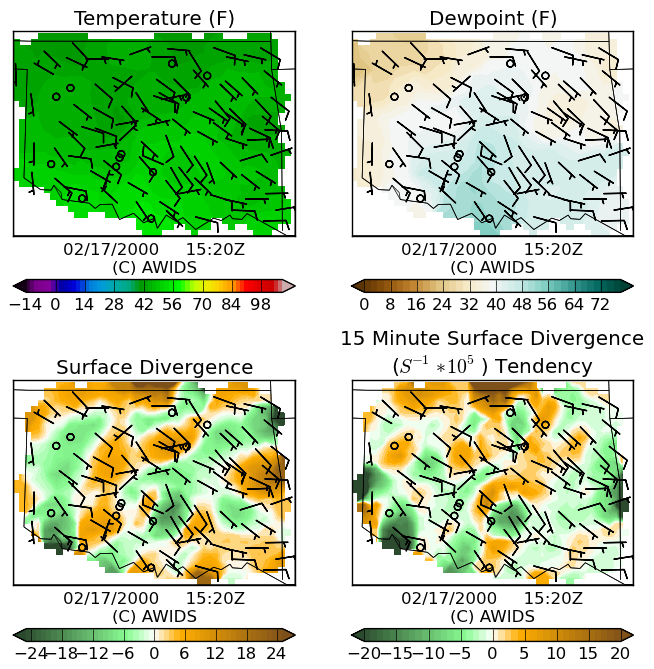 Temperature (F)
Dewpoint (F)
02/17/2000 15:20Z
(C) AWIDS
02/17/2000 15:20Z
(C) AWIDS
−14 0 14 28 42 56 70 84 98
0 8 16 24 32 40 48 56 64 72
Surface Divergence
15 Minute Surface Divergence
(S⁻¹ *10⁵ ) Tendency
02/17/2000 15:20Z
(C) AWIDS
02/17/2000 15:20Z
(C) AWIDS
−24 −18 −12 −6 0 6 12 18 24
−20 −15 −10 −5 0 5 10 15 20